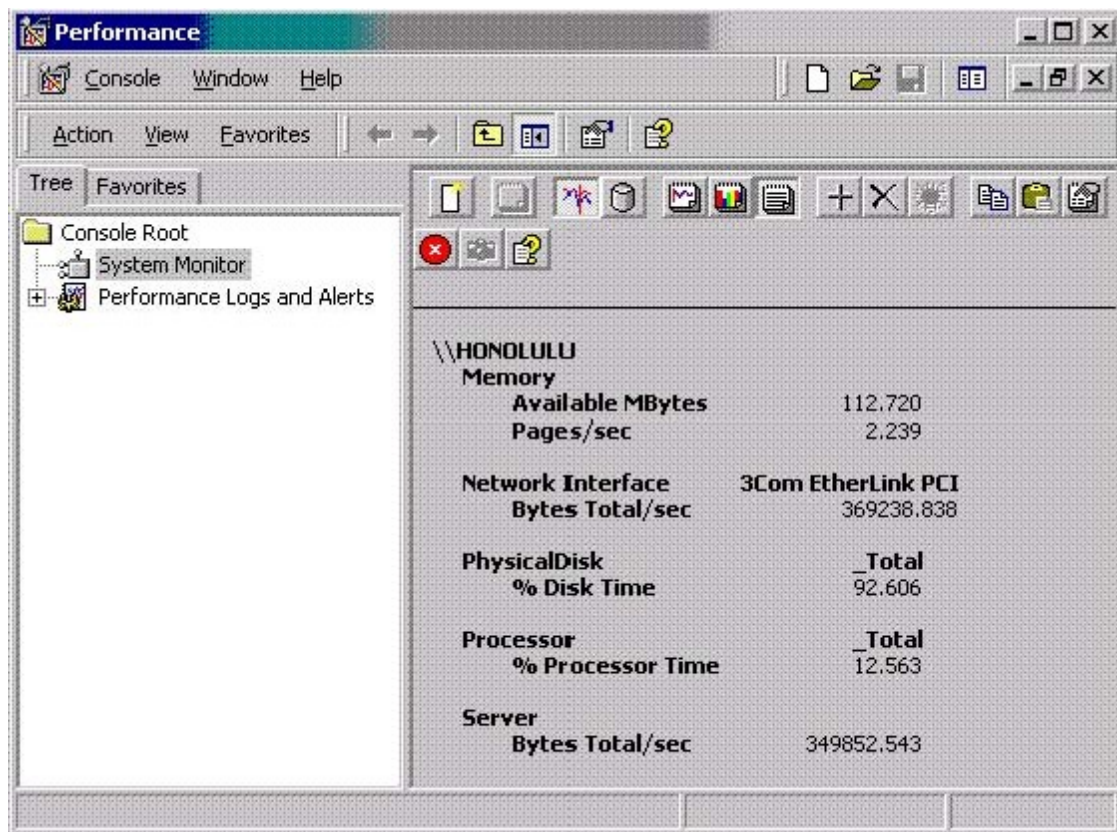 Performance
Console Window Help
Action View Favorites
Tree Favorites
Console Root
System Monitor
Performance Logs and Alerts
\\HONOLULU
Memory
Available MBytes 112.720
Pages/sec 2.239
Network Interface 3Com EtherLink PCI
Bytes Total/sec 369238.838
PhysicalDisk _Total
% Disk Time 92.606
Processor _Total
% Processor Time 12.563
Server
Bytes Total/sec 349852.543